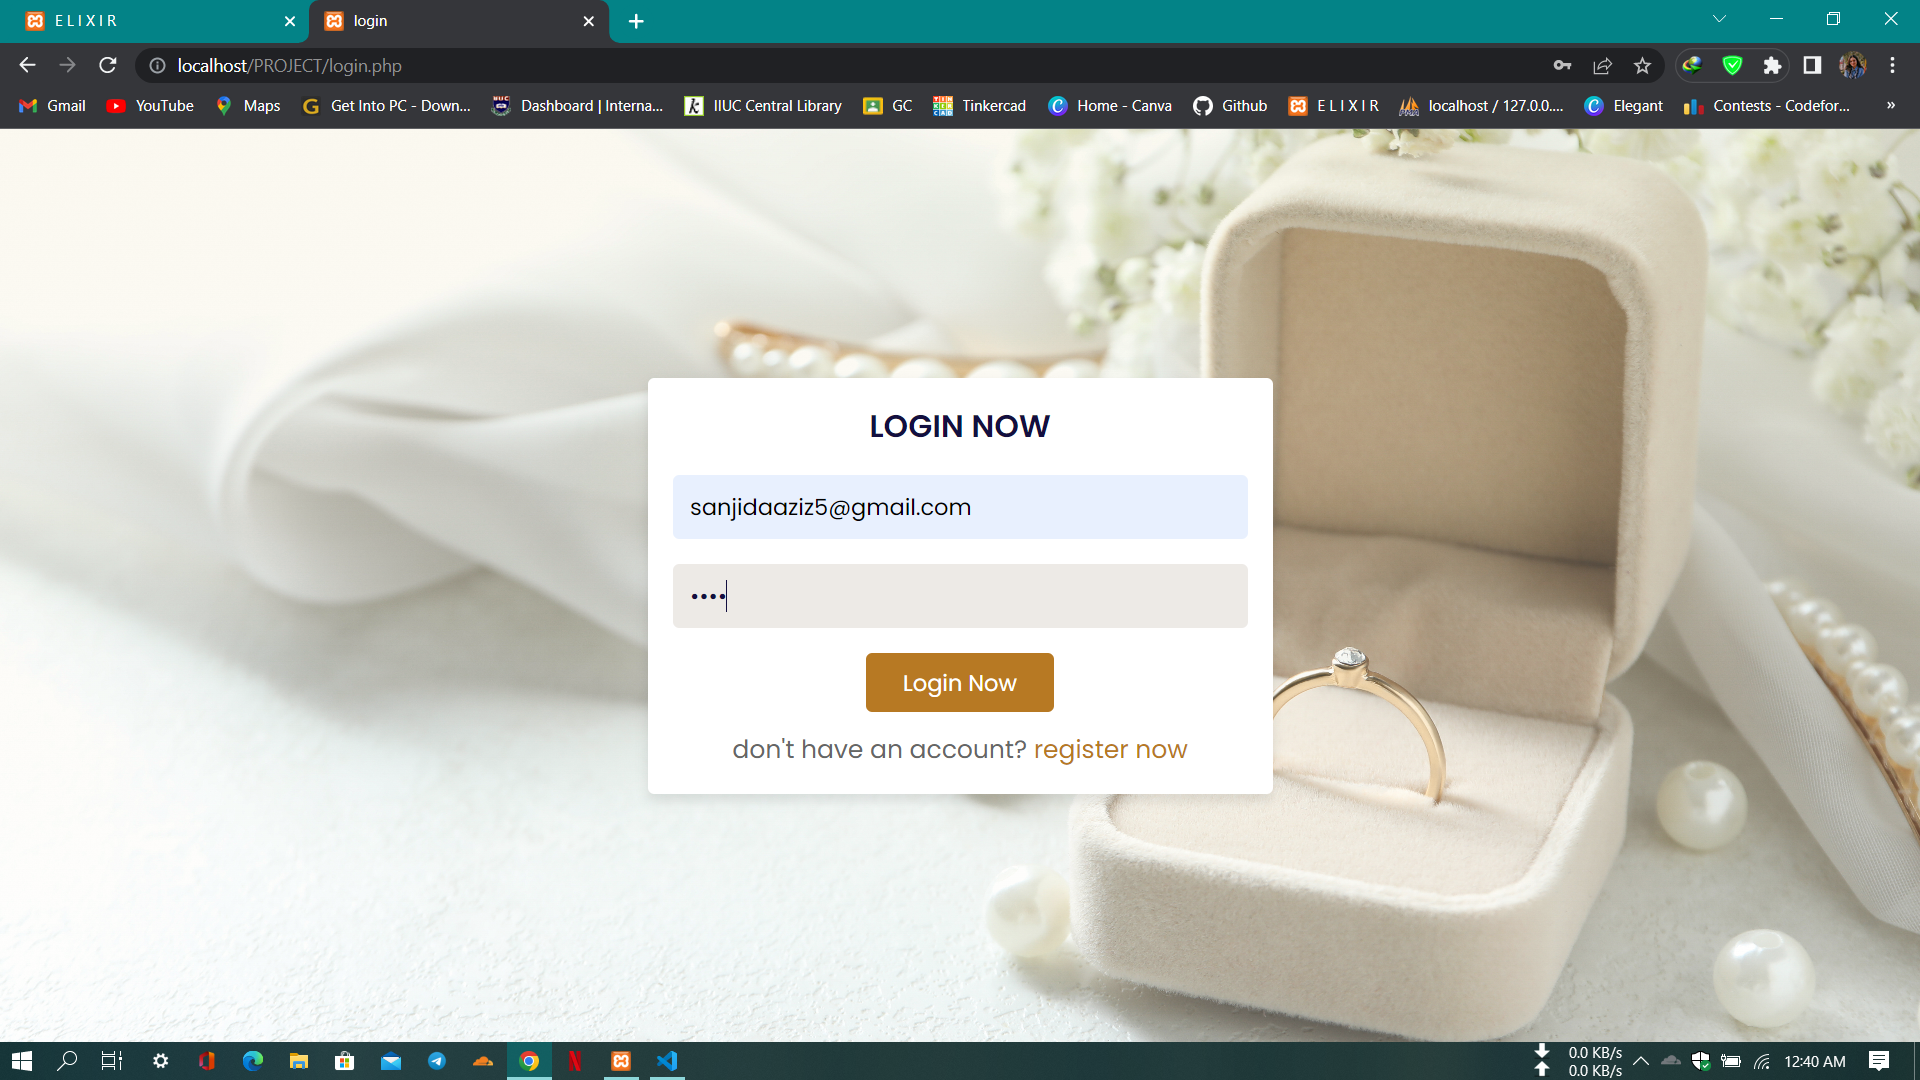 E L I X I R
login
localhost/PROJECT/login.php
Gmail
YouTube
Maps
Get Into PC - Down...
Dashboard | Interna...
IIUC Central Library
GC
Tinkercad
Home - Canva
Github
E L I X I R
localhost / 127.0.0....
Elegant
Contests - Codefor...
»
LOGIN NOW
sanjidaaziz5@gmail.com
••••
Login Now
don't have an account? register now
0.0 KB/s
0.0 KB/s
12:40 AM